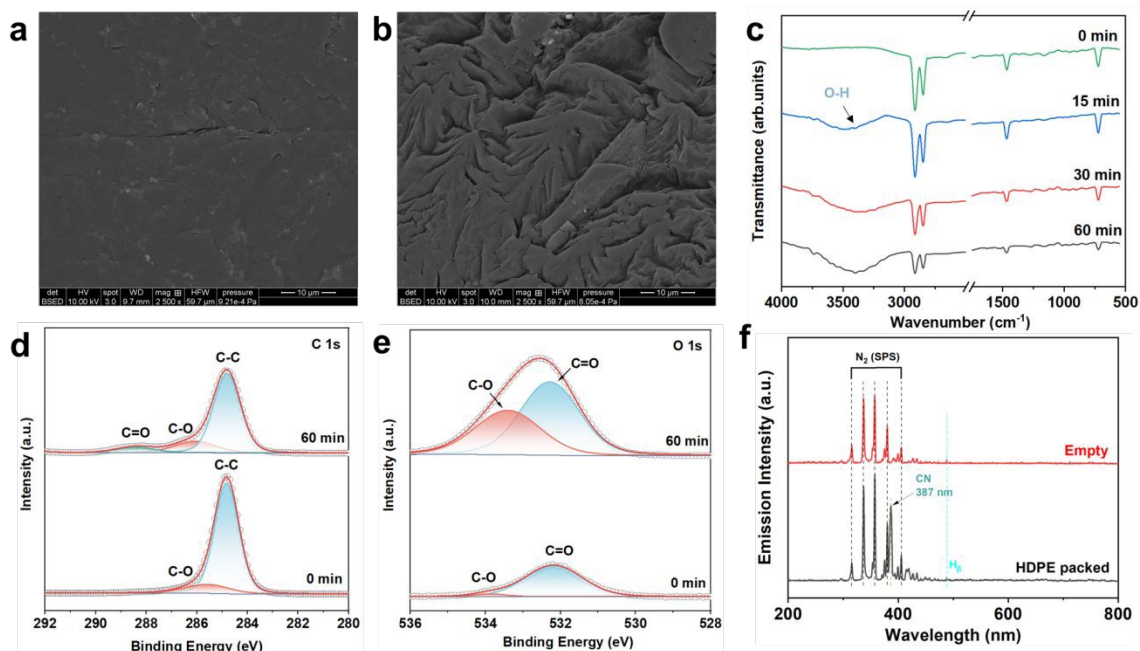 a
det HV spot WD mag ⊞ HFW pressure
BSED 10.00 kV 3.0 9.7 mm 2 500 x 59.7 µm 9.21e-4 Pa
10 µm
b
det HV spot WD mag ⊞ HFW pressure
BSED 10.00 kV 3.0 10.0 mm 2 500 x 59.7 µm 8.05e-4 Pa
10 µm
c
Transmittance (arb.units)
0 min
O-H
15 min
30 min
60 min
4000 3000 1500 1000 500
Wavenumber (cm⁻¹)
d
Intensity (a.u.)
C 1s
C-C
C=O
C-O
60 min
C-C
C-O
0 min
292 290 288 286 284 282 280
Binding Energy (eV)
e
Intensity (a.u.)
O 1s
C=O
C-O
60 min
C=O
C-O
0 min
536 534 532 530 528
Binding Energy (eV)
f
Emission Intensity (a.u.)
N₂ (SPS)
Empty
CN
387 nm
Hβ
HDPE packed
200 400 600 800
Wavelength (nm)